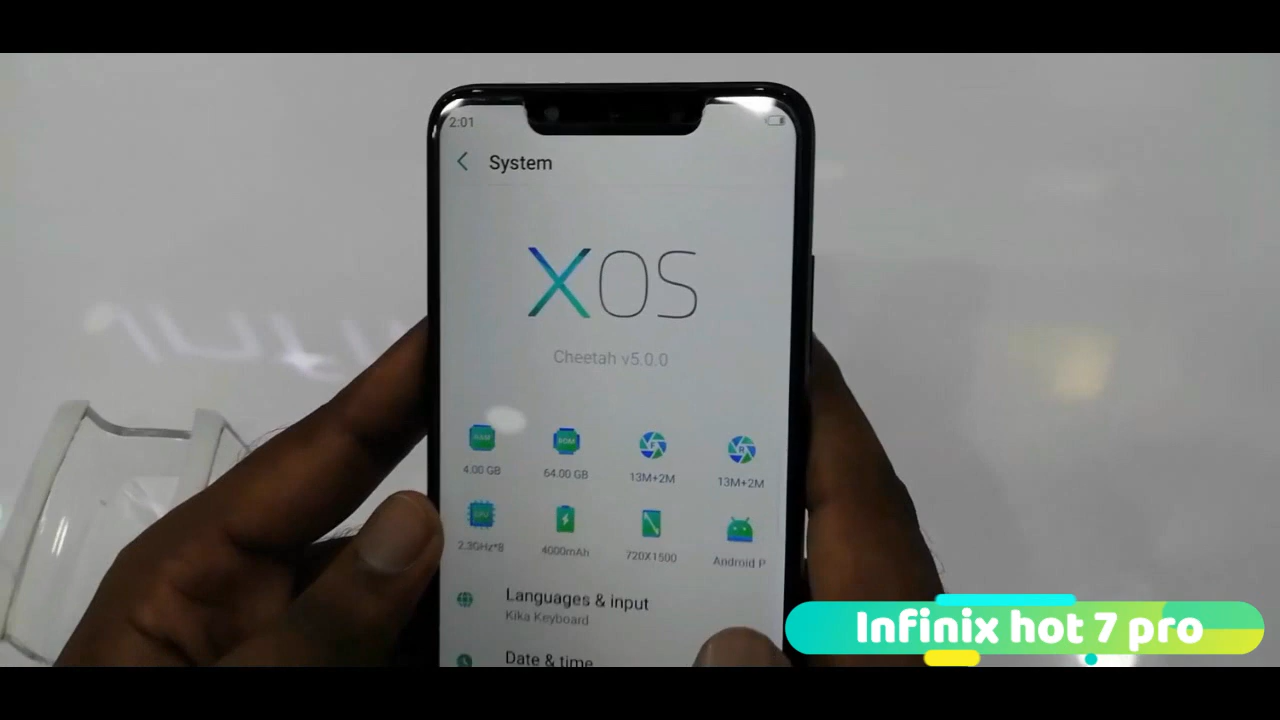 2:01
System
XOS
Cheetah v5.0.0
RAM
ROM
4.00 GB
64.00 GB
13M+2M
13M+2M
CPU
2.3GHz*8
4000mAh
720X1500
Android P
Languages & input
Kika Keyboard
Date & time
Infinix hot 7 pro